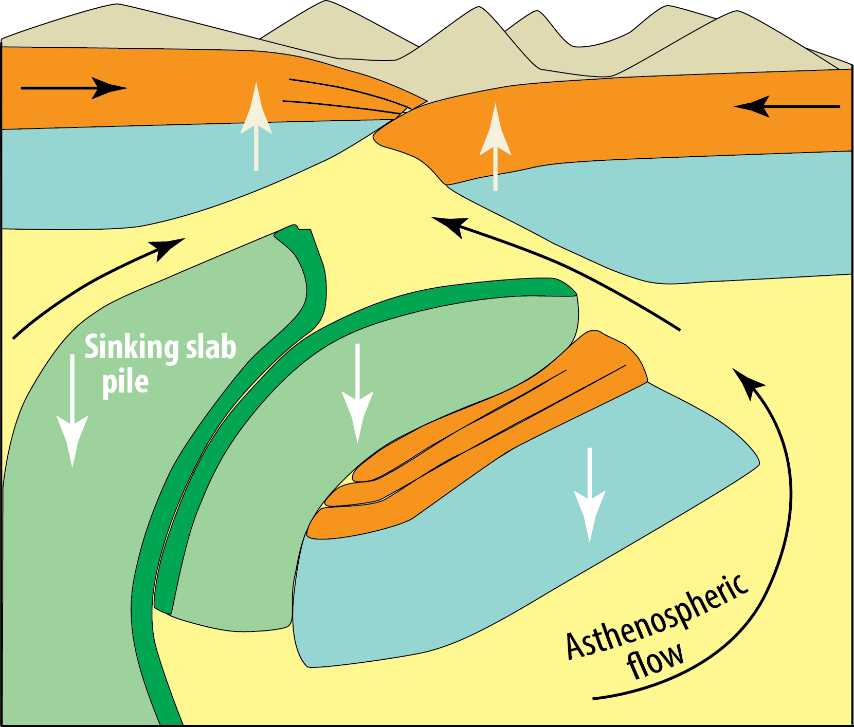 Sinking slab
pile
Asthenospheric
flow